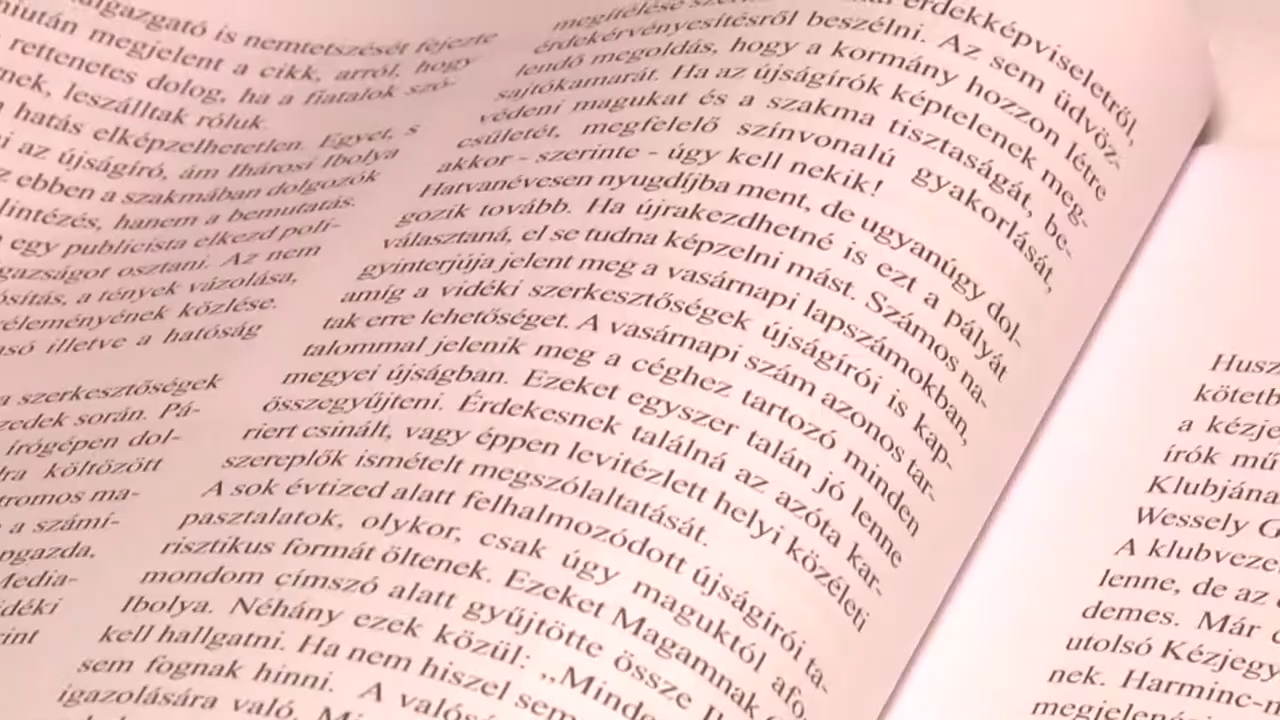 is nemtetszését fejezte
miután megjelent a cikk, arról, hogy
rettenetes dolog, ha a fiatalok szó-
leszálltak róluk.
hatás elképzelhetetlen. Egyet, s
az újságíró, ám Iharosi Ibolya
ebben a szakmában dolgozók
hanem a bemutatás.
egy publicista elkezd poli-
osztani. Az nem
a tények vázolása,
véleményének közlése.
illetve a hatóság
a szerkesztőségek
során. Pá-
írógépen dol-
költözött
ma-
a számí-
megítélése
érdekképviseletről,
érdekérvényesítésről beszélni. Az sem üdvöz-
lendő megoldás, hogy a kormány hozzon létre
sajtókamarát. Ha az újságírók képtelenek meg-
védeni magukat és a szakma tisztaságát, be-
csületét, megfelelő színvonalú gyakorlását,
akkor - szerinte - úgy kell nekik!
Hatvanévesen nyugdíjba ment, de ugyanúgy dol-
gozik tovább. Ha újrakezdhetné is ezt a pályát
választaná, el se tudna képzelni mást. Számos na-
gyinterjúja jelent meg a vasárnapi lapszámokban,
amíg a vidéki szerkesztőségek újságírói is kap-
tak erre lehetőséget. A vasárnapi szám azonos tar-
talommal jelenik meg a céghez tartozó minden
megyei újságban. Ezeket egyszer talán jó lenne
összegyűjteni. Érdekesnek találná az azóta kar-
riert csinált, vagy éppen levitézlett helyi közéleti
szereplők ismételt megszólaltatását.
A sok évtized alatt felhalmozódott újságírói ta-
pasztalatok, olykor, csak úgy maguktól afo-
risztikus formát öltenek. Ezeket Magamnak
mondom címszó alatt gyűjtötte össze
Ibolya. Néhány ezek közül: „Minde
kell hallgatni. Ha nem hiszel sem
sem fognak hinni. A
igazolására való.
Husz
kötetb
a kézje
írók mű
Klubjána
Wessely G
A klubveze
lenne, de az
demes. Már
utolsó Kézjegy
nek. Harminc-